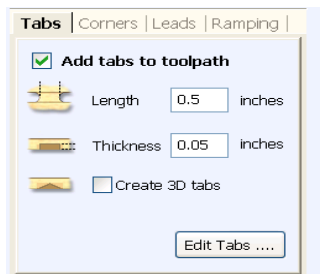 Tabs | Corners | Leads | Ramping |
Add tabs to toolpath
Length 0.5 inches
Thickness 0.05 inches
Create 3D tabs
Edit Tabs ....